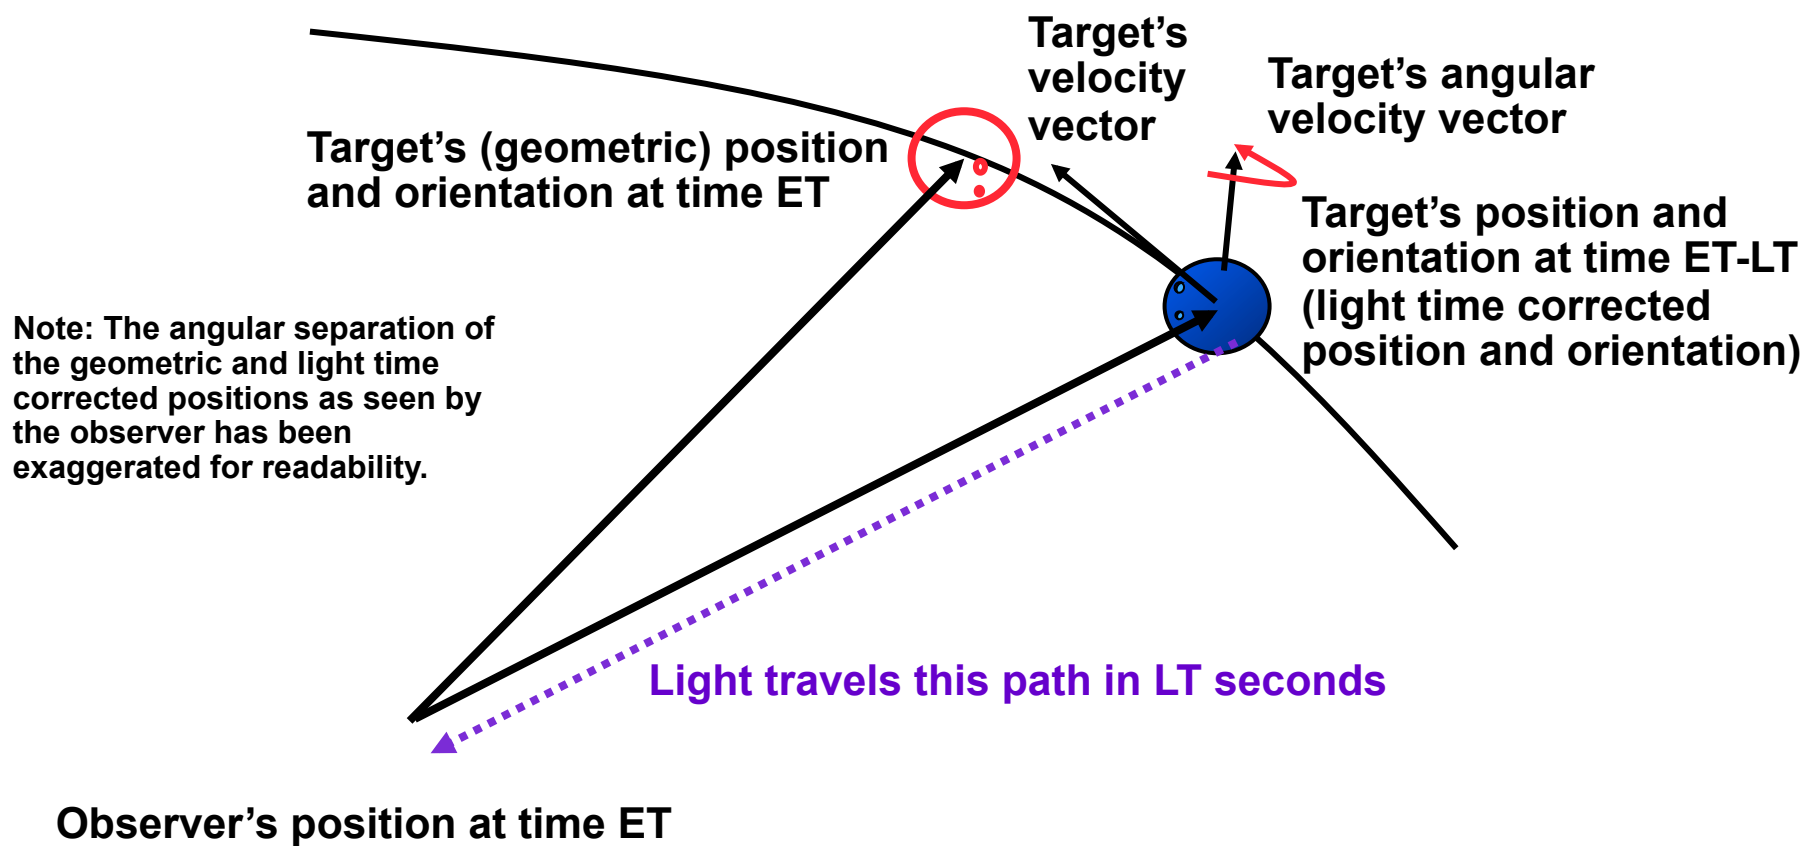 Target’s
velocity
vector
Target’s angular
velocity vector
Target’s (geometric) position
and orientation at time ET
Target’s position and
orientation at time ET-LT
(light time corrected
position and orientation)
Note: The angular separation of
the geometric and light time
corrected positions as seen by
the observer has been
exaggerated for readability.
Light travels this path in LT seconds
Observer’s position at time ET